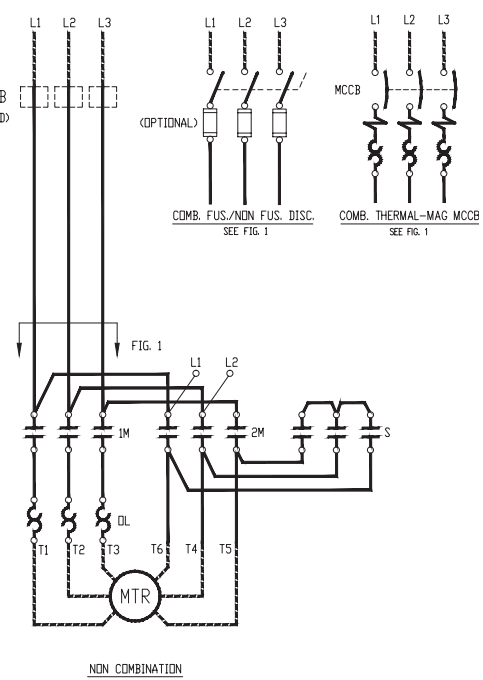 L1 L2 L3
L1 L2 L3
L1 L2 L3
B
D)
(OPTIONAL)
MCCB
COMB. FUS./NON FUS. DISC.
SEE FIG. 1
COMB. THERMAL-MAG MCCB
SEE FIG. 1
FIG. 1
L1 L2
1M 2M S
OL
T1 T2 T3 T6 T4 T5
MTR
NON COMBINATION